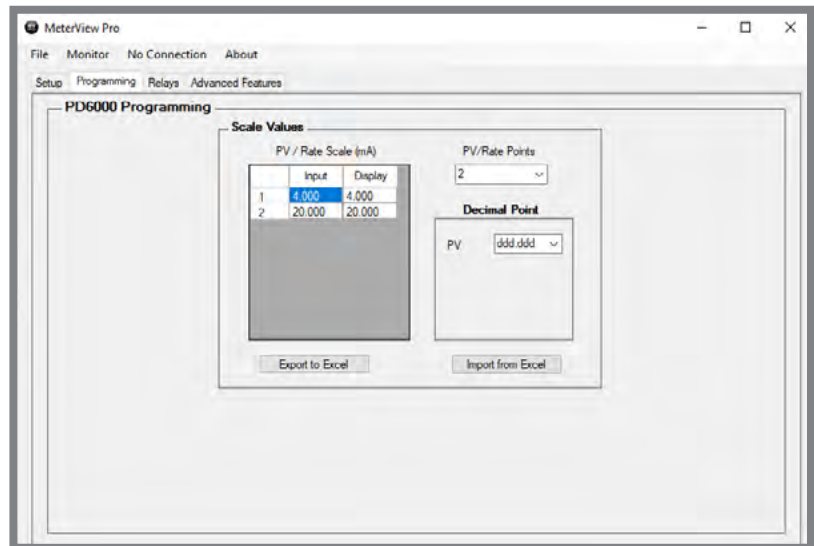 MeterView Pro
File Monitor No Connection About
Setup Programming Relays Advanced Features
PD6000 Programming
Scale Values
PV / Rate Scale (mA)
PV/Rate Points
Input Display
1 4.000 4.000
2 20.000 20.000
2
Decimal Point
PV ddd.ddd
Export to Excel
Import from Excel